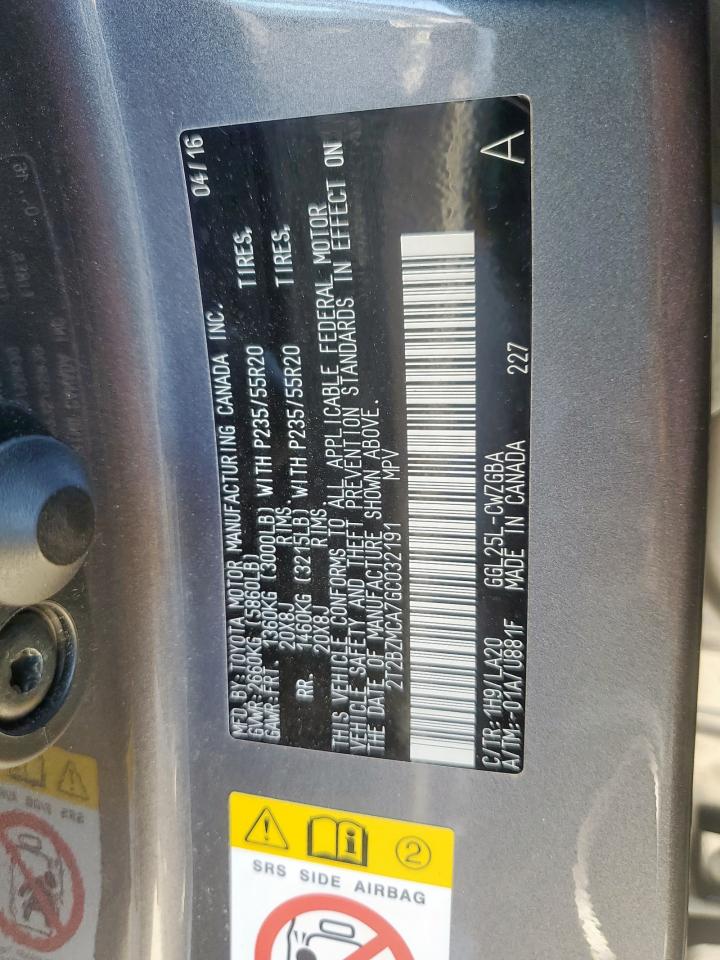 MFD. BY: TOYOTA MOTOR MANUFACTURING CANADA INC. 04/16
GVWR: 2660KG (5860LB)
GAWR: FRT. 1360KG (3000LB) WITH P235/55R20 TIRES,
20X8J RIMS.
RR. 1460KG (3215LB) WITH P235/55R20 TIRES,
20X8J RIMS.
THIS VEHICLE CONFORMS TO ALL APPLICABLE FEDERAL MOTOR
VEHICLE SAFETY AND THEFT PREVENTION STANDARDS IN EFFECT ON
THE DATE OF MANUFACTURE SHOWN ABOVE.
2T2BZMCA7GC032191 MPV
C/TR: 1H9/LA20 GGL25L-CWZGBA
A/TM: -01A/U881F MADE IN CANADA 227 A
2
SRS SIDE AIRBAG